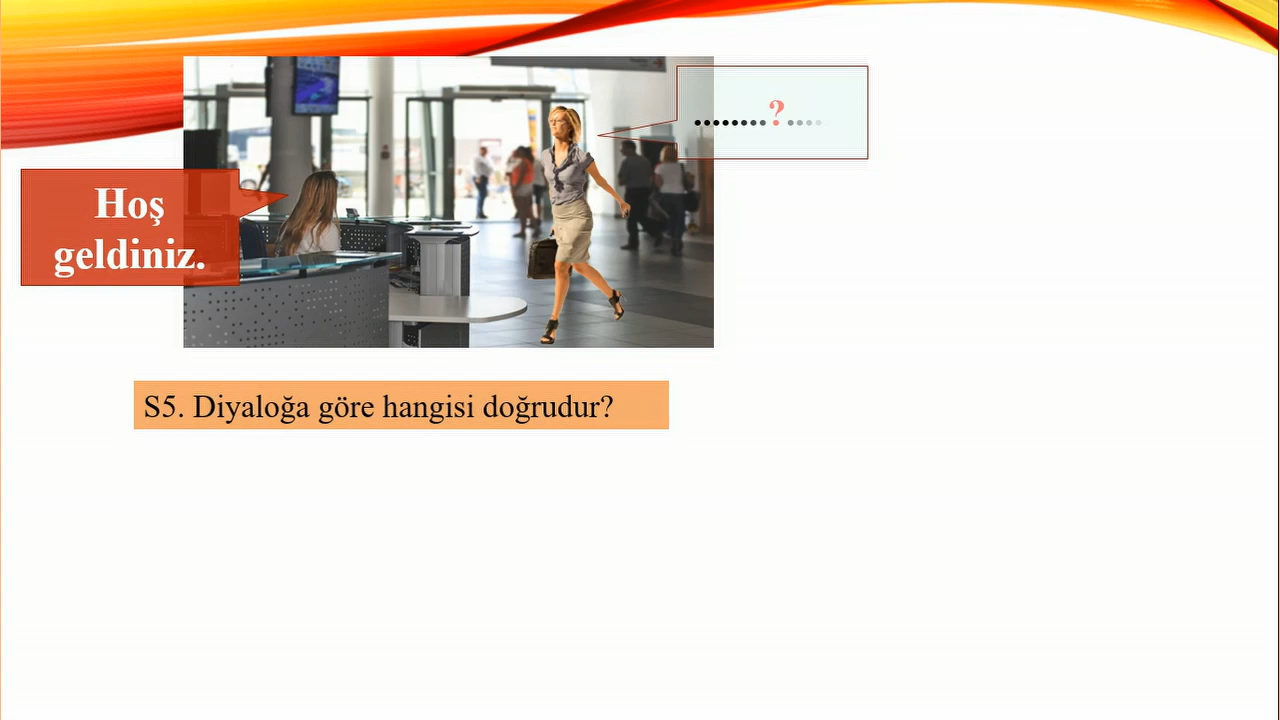 Hoş
geldiniz.
.........?....
S5. Diyaloğa göre hangisi doğrudur?